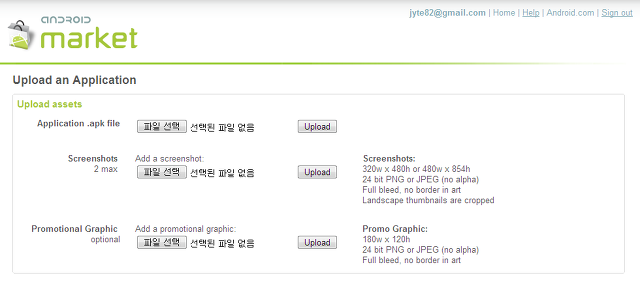 jyte82@gmail.com | Home | Help | Android.com | Sign out
ANDROID
market
Upload an Application
Upload assets
Application .apk file
파일 선택 선택된 파일 없음
Upload
Screenshots
2 max
Add a screenshot:
파일 선택 선택된 파일 없음
Upload
Screenshots:
320w x 480h or 480w x 854h
24 bit PNG or JPEG (no alpha)
Full bleed, no border in art
Landscape thumbnails are cropped
Promotional Graphic
optional
Add a promotional graphic:
파일 선택 선택된 파일 없음
Upload
Promo Graphic:
180w x 120h
24 bit PNG or JPEG (no alpha)
Full bleed, no border in art